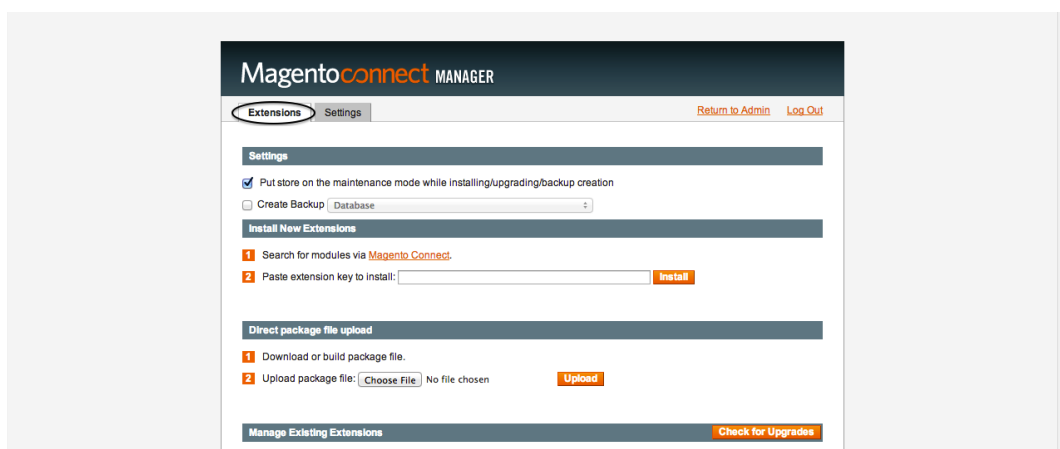 Magentoconnect MANAGER
Extensions Settings Return to Admin Log Out
Settings
Put store on the maintenance mode while installing/upgrading/backup creation
Create Backup Database
Install New Extensions
1 Search for modules via Magento Connect.
2 Paste extension key to install: Install
Direct package file upload
1 Download or build package file.
2 Upload package file: Choose File No file chosen Upload
Manage Existing Extensions Check for Upgrades